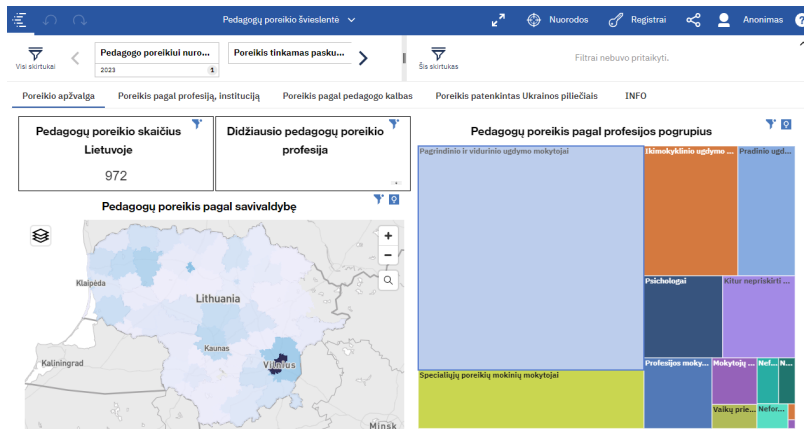 Pedagogų poreikio švieslentė
Nuorodos
Registrai
Anonimas
Visi skirtukai
Pedagogo poreikiui nuro...
2023
1
Poreikis tinkamas pasku...
Šis skirtukas
Filtrai nebuvo pritaikyti.
Poreikio apžvalga
Poreikis pagal profesiją, instituciją
Poreikis pagal pedagogo kalbas
Poreikis patenkintas Ukrainos piliečiais
INFO
Pedagogų poreikio skaičius
Lietuvoje
972
Didžiausio pedagogų poreikio
profesija
Pedagogų poreikis pagal savivaldybę
Klaipėda
Lithuania
Kaunas
Kaliningrad
Vilnius
Minsk
Pedagogų poreikis pagal profesijos pogrupius
Pagrindinio ir vidurinio ugdymo mokytojai
Ikimokyklinio ugdymo ...
Pradinio ugd...
Psichologai
Kitur nepriskirti ...
Specialiųjų poreikių mokinių mokytojai
Profesijos moky...
Mokytojų ...
Nef...
N...
Vaikų prie...
Nefor...